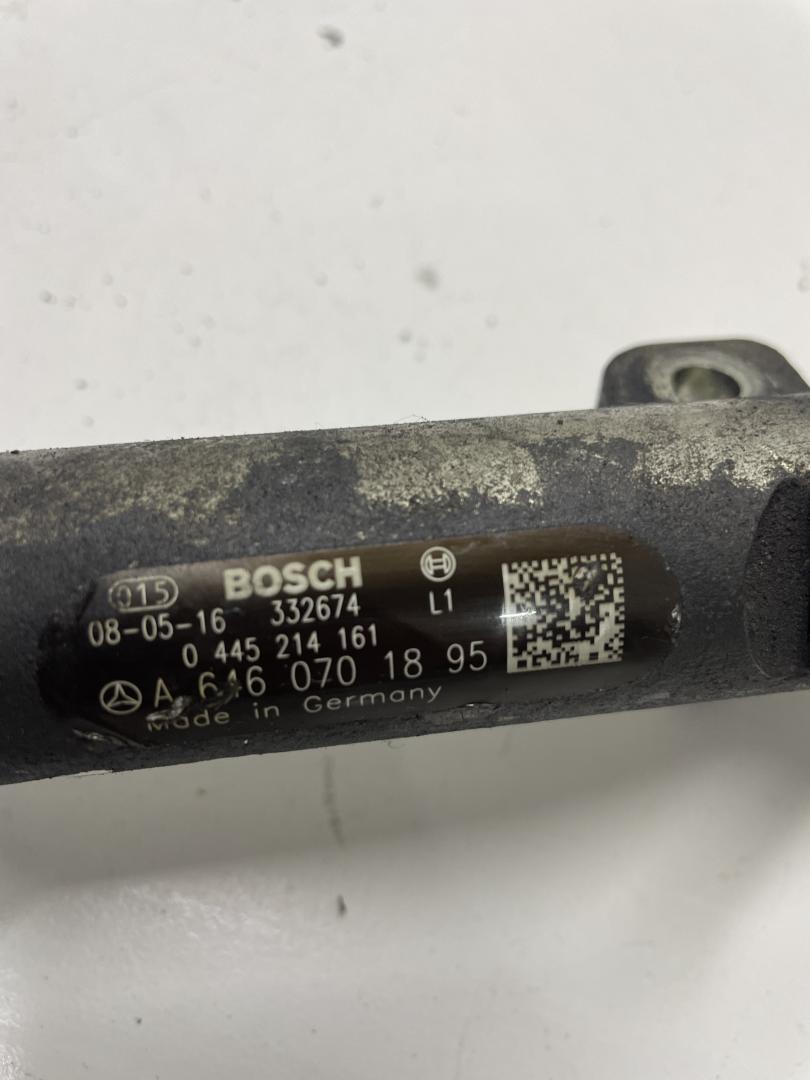 015 BOSCH
08-05-16 332674 L1
0 445 214 161
A 646 070 18 95
Made in Germany